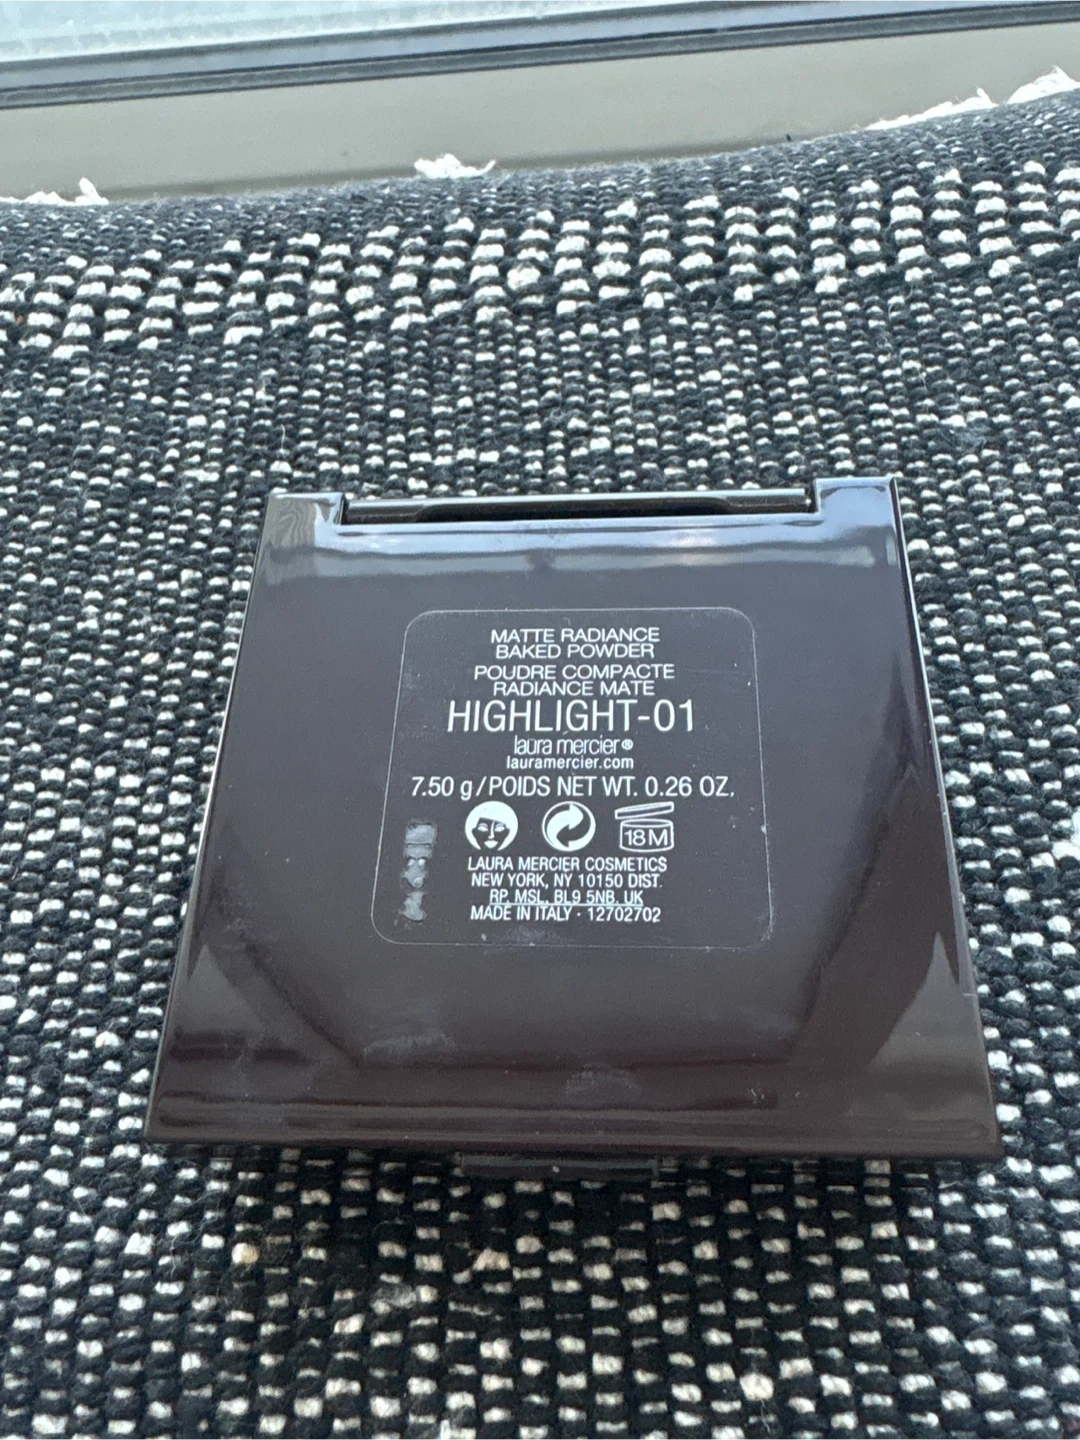 MATTE RADIANCE
BAKED POWDER
POUDRE COMPACTE
RADIANCE MATE
HIGHLIGHT-01
laura mercier®
lauramercier.com
7.50 g/POIDS NET WT. 0.26 OZ.
18M
LAURA MERCIER COSMETICS
NEW YORK, NY 10150 DIST.
RP, MSL, BL9 5NB, UK
MADE IN ITALY · 12702702